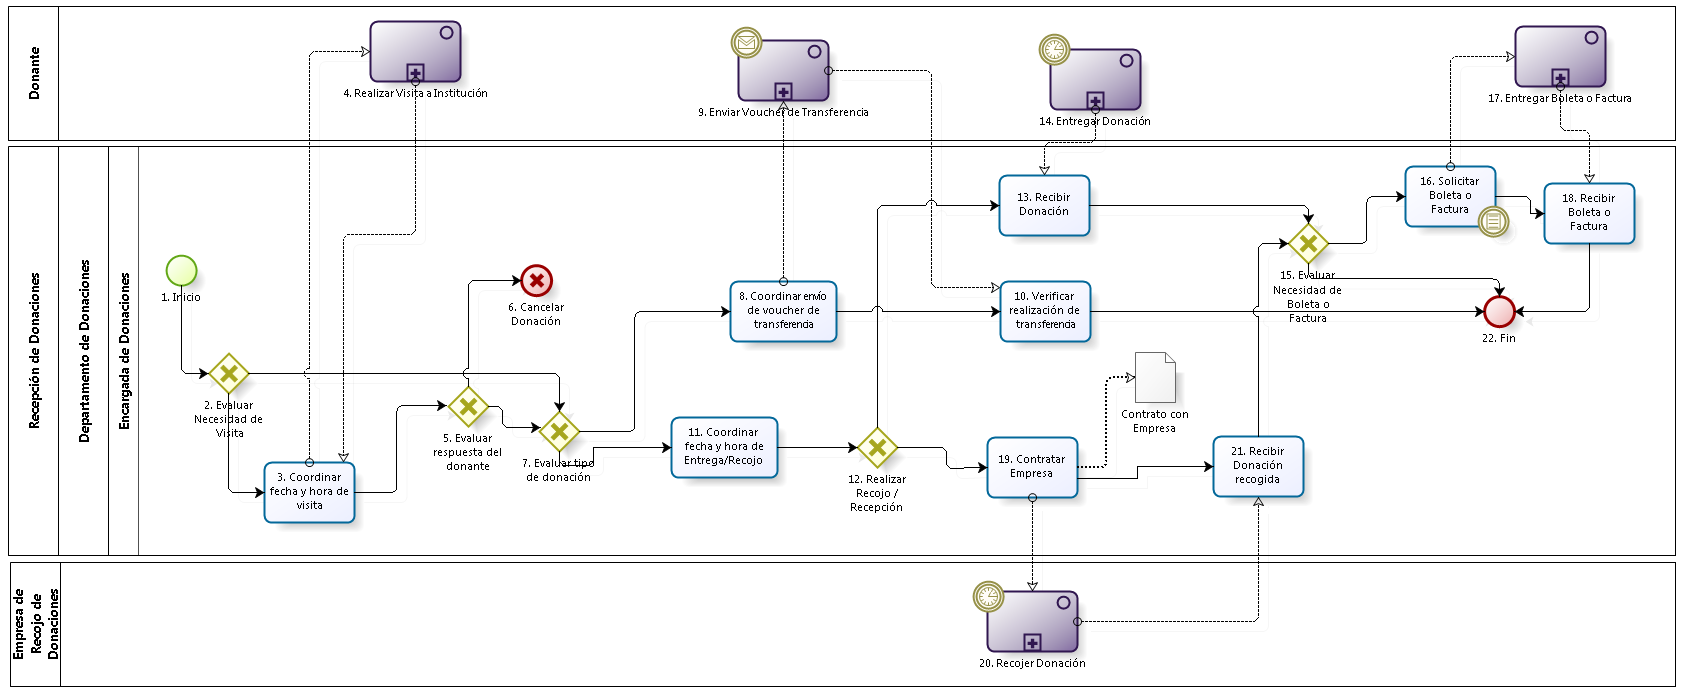 Donante
4. Realizar Visita a Institución
9. Enviar Voucher de Transferencia
14. Entregar Donación
17. Entregar Boleta o Factura
Recepción de Donaciones
Departamento de Donaciones
Encargada de Donaciones
1. Inicio
2. Evaluar
Necesidad de
Visita
3. Coordinar
fecha y hora de
visita
5. Evaluar
respuesta del
donante
6. Cancelar
Donación
7. Evaluar tipo
de donación
8. Coordinar envío
de voucher de
transferencia
10. Verificar
realización de
transferencia
11. Coordinar
fecha y hora de
Entrega/Recojo
12. Realizar
Recojo /
Recepción
13. Recibir
Donación
15. Evaluar
Necesidad de
Boleta o
Factura
16. Solicitar
Boleta o
Factura
18. Recibir
Boleta o
Factura
19. Contratar
Empresa
Contrato con
Empresa
21. Recibir
Donación
recogida
22. Fin
Empresa de
Recojo de
Donaciones
20. Recojer Donación